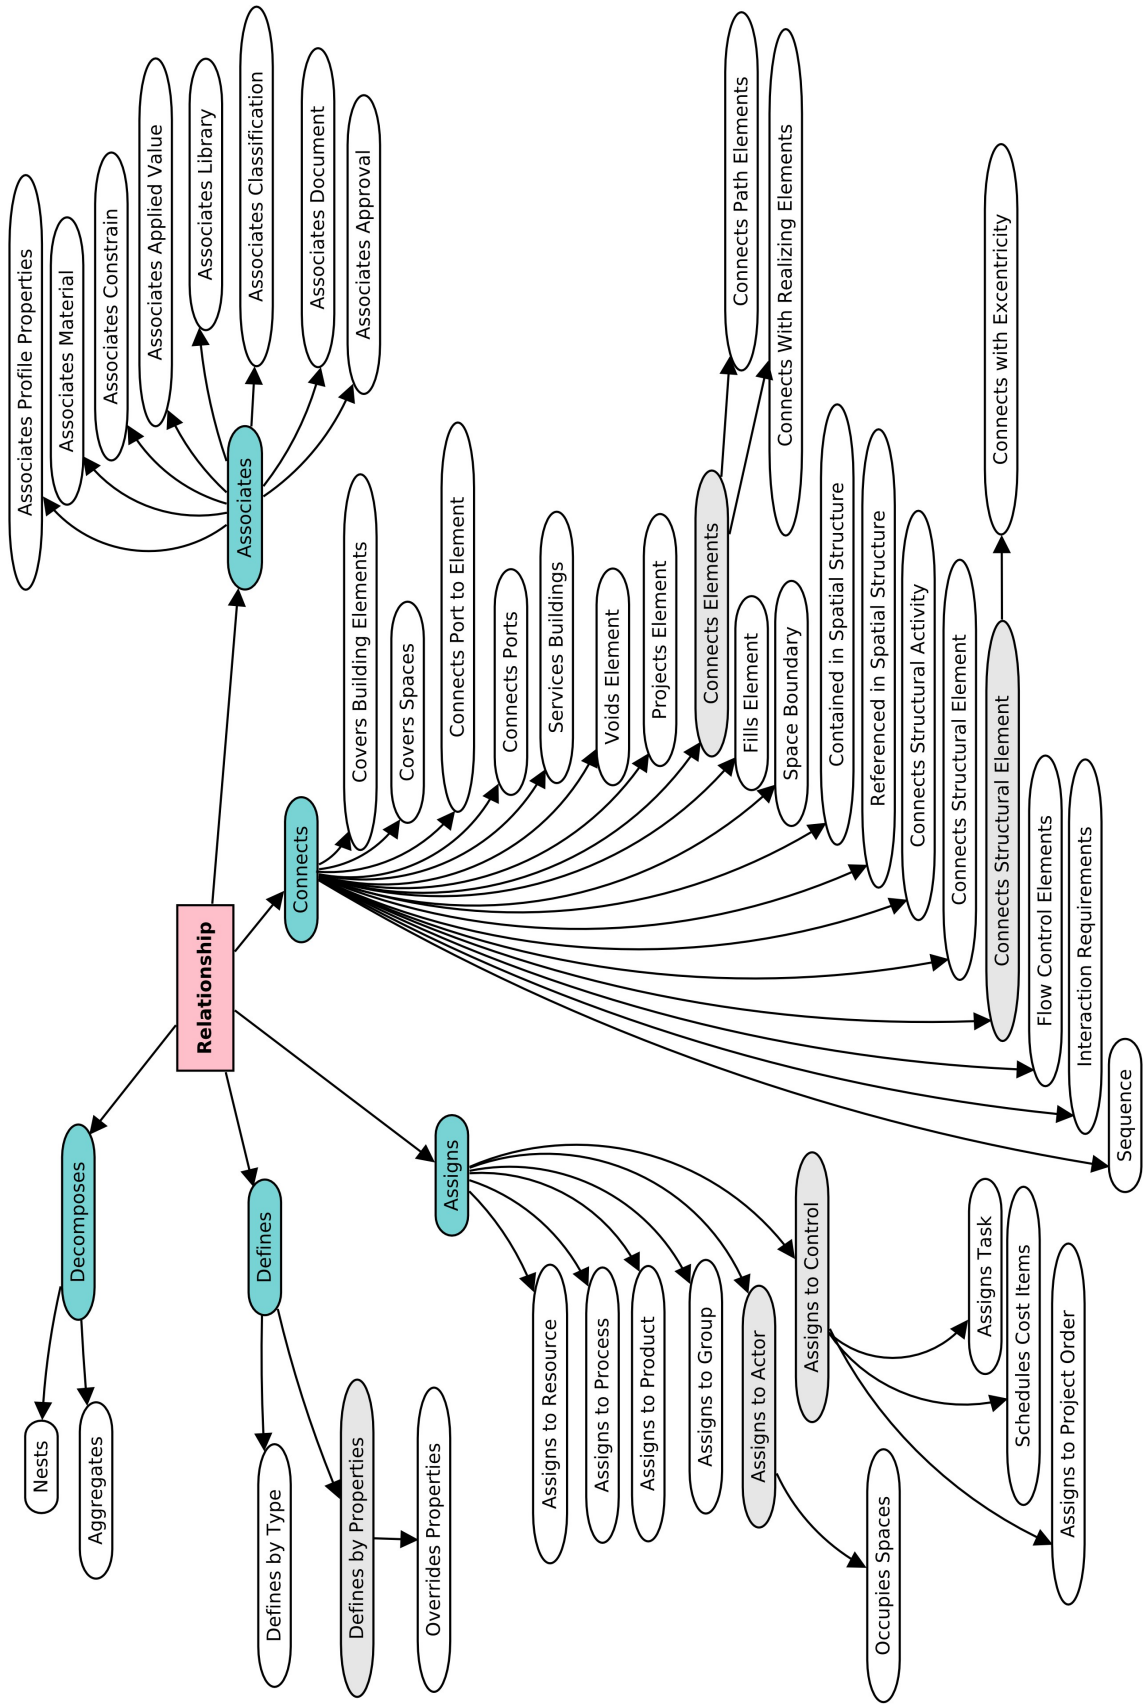 Relationship
Decomposes
Nests
Aggregates
Defines
Defines by Type
Defines by Properties
Overrides Properties
Assigns
Assigns to Resource
Assigns to Process
Assigns to Product
Assigns to Group
Assigns to Actor
Occupies Spaces
Assigns to Control
Assigns Task
Schedules Cost Items
Assigns to Project Order
Connects
Covers Building Elements
Covers Spaces
Connects Port to Element
Connects Ports
Services Buildings
Voids Element
Projects Element
Connects Elements
Connects Path Elements
Connects With Realizing Elements
Fills Element
Space Boundary
Contained in Spatial Structure
Referenced in Spatial Structure
Connects Structural Activity
Connects Structural Element
Connects Structural Element
Connects with Excentricity
Flow Control Elements
Interaction Requirements
Sequence
Associates
Associates Profile Properties
Associates Material
Associates Constrain
Associates Applied Value
Associates Library
Associates Classification
Associates Document
Associates Approval